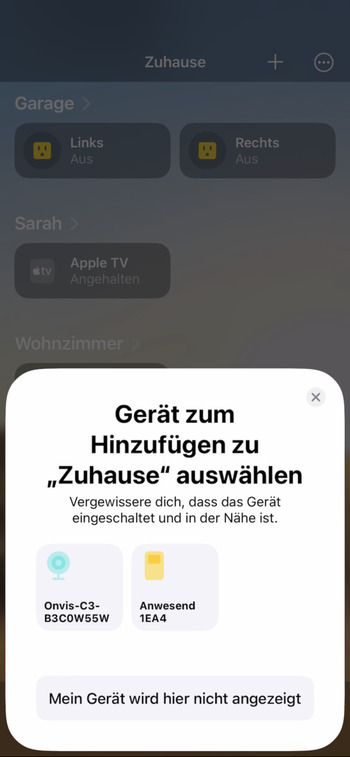 Zuhause
Garage
Links
Aus
Rechts
Aus
Sarah
tv
Apple TV
Angehalten
Wohnzimmer
Gerät zum
Hinzufügen zu
„Zuhause“ auswählen
Vergewissere dich, dass das Gerät
eingeschaltet und in der Nähe ist.
Onvis-C3-
B3C0W55W
Anwesend
1EA4
Mein Gerät wird hier nicht angezeigt